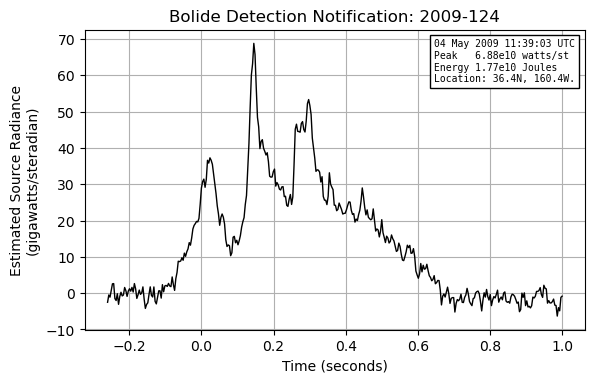 Bolide Detection Notification: 2009-124
04 May 2009 11:39:03 UTC
Peak   6.88e10 watts/st
Energy 1.77e10 Joules
Location: 36.4N, 160.4W.
Estimated Source Radiance
(gigawatts/steradian)
70
60
50
40
30
20
10
0
−10
−0.2 0.0 0.2 0.4 0.6 0.8 1.0
Time (seconds)